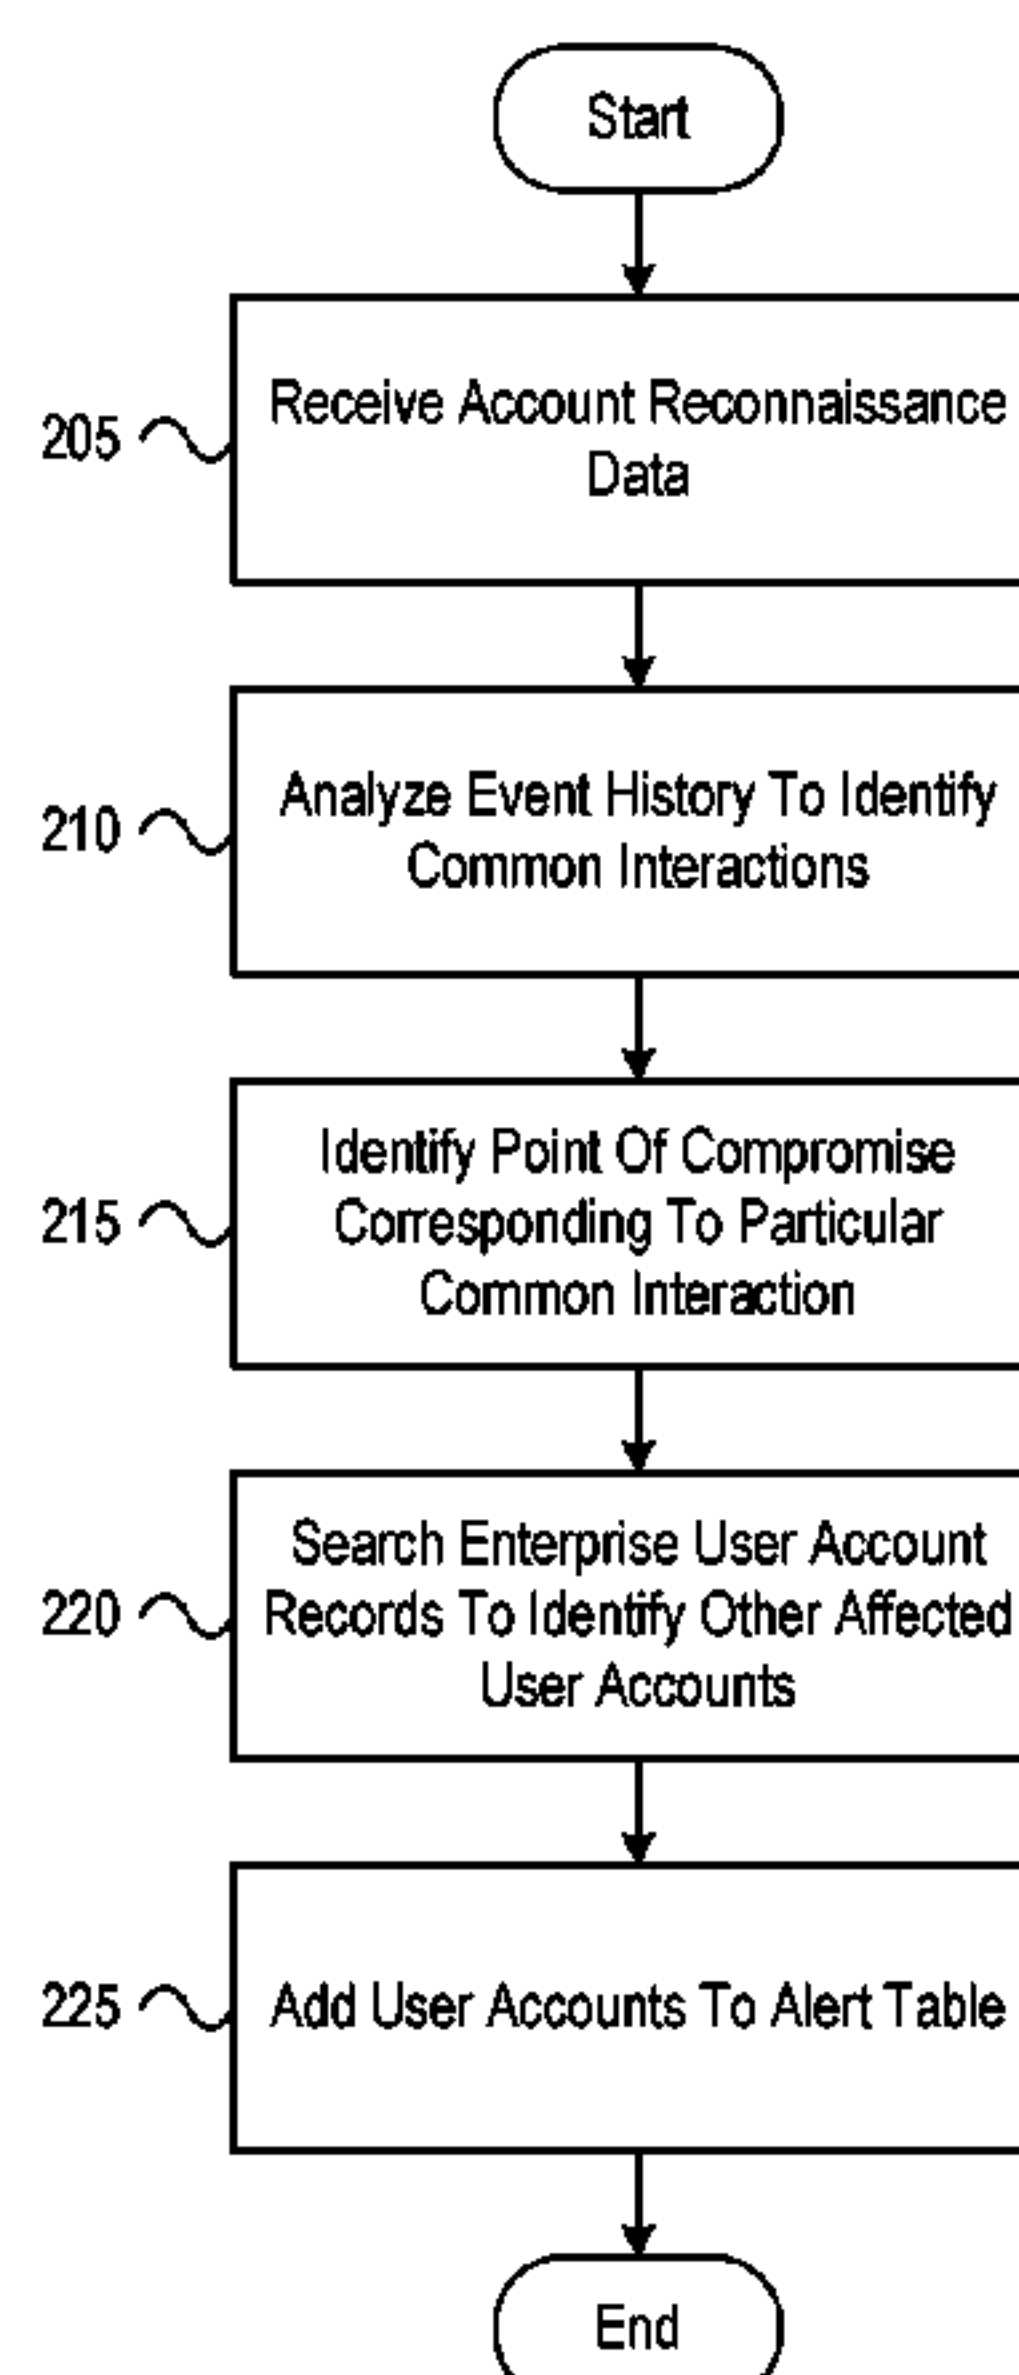 Start
205
Receive Account Reconnaissance
Data
210
Analyze Event History To Identify
Common Interactions
215
Identify Point Of Compromise
Corresponding To Particular
Common Interaction
220
Search Enterprise User Account
Records To Identify Other Affected
User Accounts
225
Add User Accounts To Alert Table
End